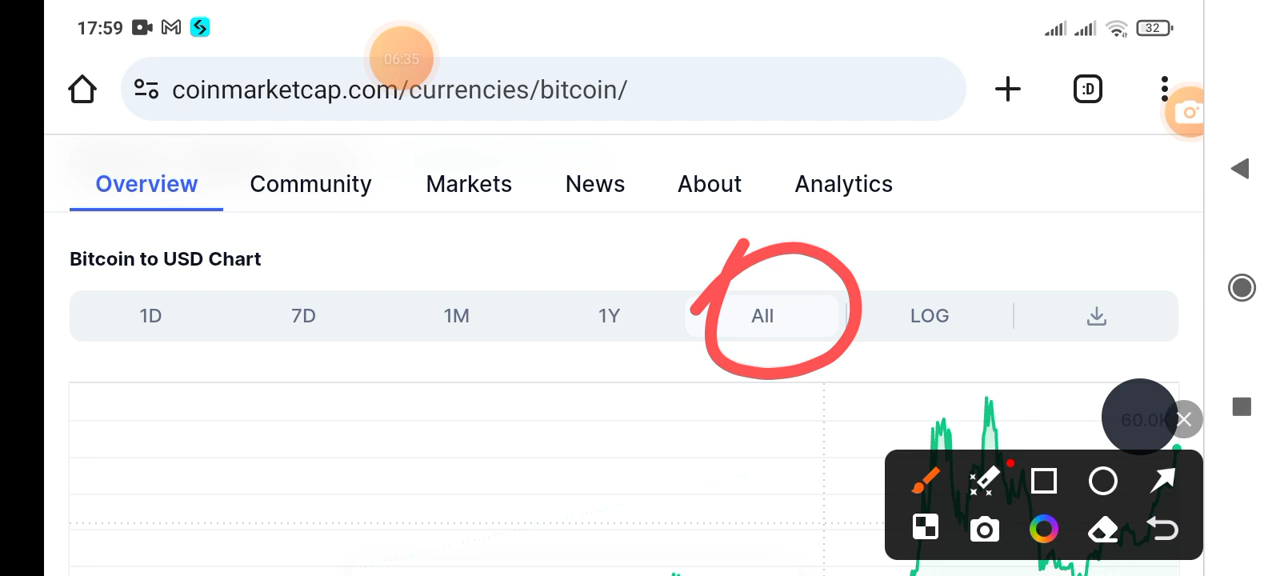 17:59
32
06:35
coinmarketcap.com/currencies/bitcoin/
:D
Overview Community Markets News About Analytics
Bitcoin to USD Chart
1D 7D 1M 1Y All LOG
60.0K